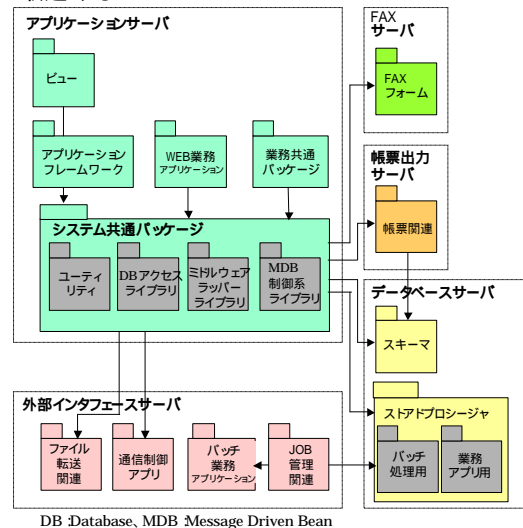 アプリケーションサーバ
ビュー
アプリケーション
フレームワーク
WEB業務
アプリケーション
業務共通
パッケージ
システム共通パッケージ
ユーティ
リティ
DBアクセス
ライブラリ
ミドルウェア
ラッパー
ライブラリ
MDB
制御系
ライブラリ
FAX
サーバ
FAX
フォーム
帳票出力
サーバ
帳票関連
データベースサーバ
スキーマ
ストアドプロシージャ
バッチ
処理用
業務
アプリ用
外部インタフェースサーバ
ファイル
転送
関連
通信制御
アプリ
バッチ
業務
アプリケーション
JOB
管理
関連
DB:Database、MDB:Message Driven Bean